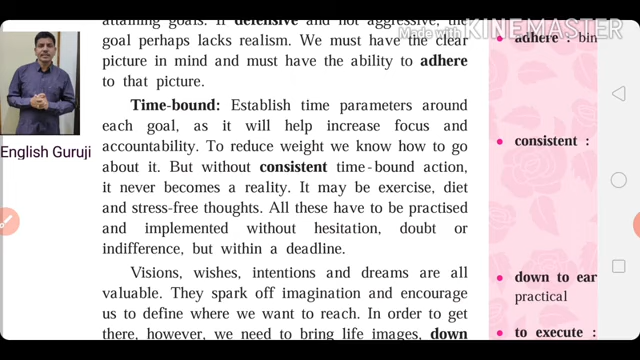 attaining goals. If defensive and not aggressive, the
goal perhaps lacks realism. We must have the clear
picture in mind and must have the ability to adhere
to that picture.
Time-bound: Establish time parameters around
each goal, as it will help increase focus and
accountability. To reduce weight we know how to go
about it. But without consistent time-bound action,
it never becomes a reality. It may be exercise, diet
and stress-free thoughts. All these have to be practised
and implemented without hesitation, doubt or
indifference, but within a deadline.
Visions, wishes, intentions and dreams are all
valuable. They spark off imagination and encourage
us to define where we want to reach. In order to get
there, however, we need to bring life images, down
Made with KINEMASTER
• adhere : bin
• consistent :
• down to ear
practical
• to execute :
English Guruji